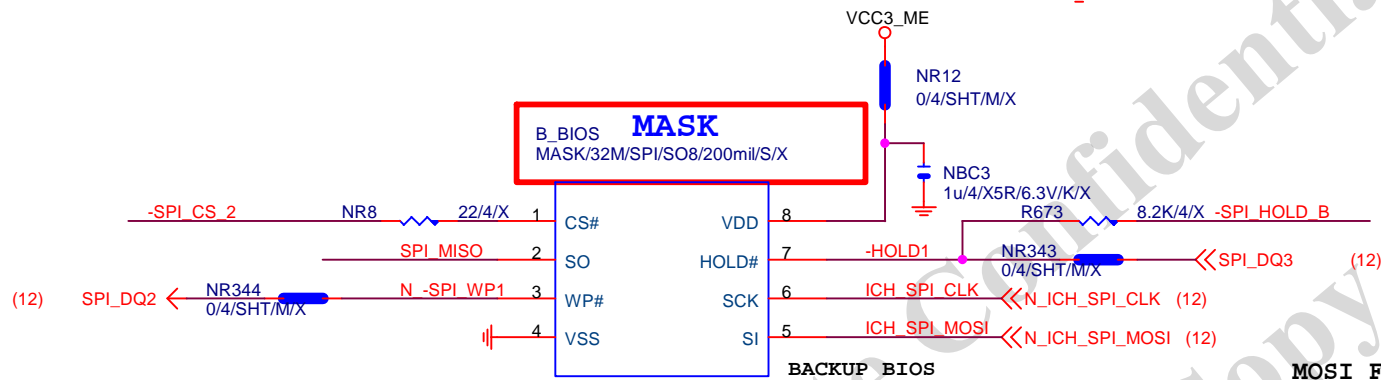 VCC3_ME
NR12
0/4/SHT/M/X
MASK
B_BIOS
MASK/32M/SPI/SO8/200mil/S/X
NBC3
1u/4/X5R/6.3V/K/X
-SPI_CS_2
NR8
22/4/X
1
CS#
VDD
8
R673
8.2K/4/X
-SPI_HOLD_B
SPI_MISO
2
SO
HOLD#
7
-HOLD1
NR343
0/4/SHT/M/X
SPI_DQ3
(12)
(12)
SPI_DQ2
NR344
0/4/SHT/M/X
N_-SPI_WP1
3
WP#
SCK
6
ICH_SPI_CLK
N_ICH_SPI_CLK (12)
4
VSS
SI
5
ICH_SPI_MOSI
N_ICH_SPI_MOSI (12)
BACKUP BIOS
MOSI F
Confidenti
Copy